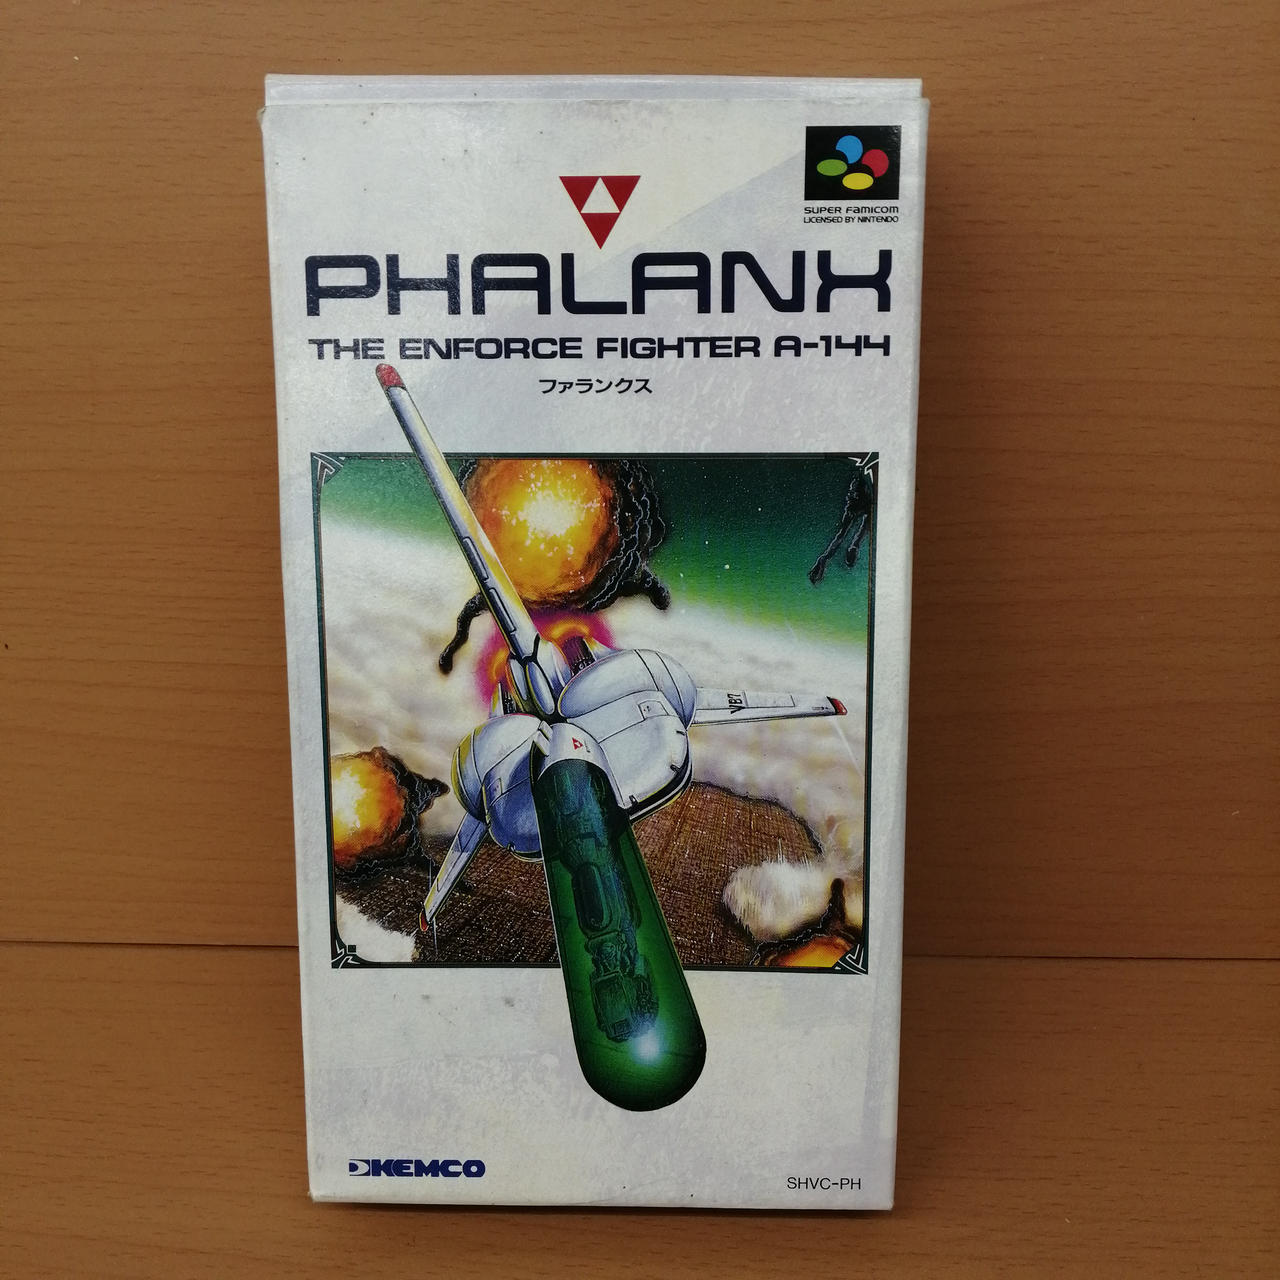 SUPER FAMICOM
LICENSED BY NINTENDO
PHALANX
THE ENFORCE FIGHTER A-144
ファランクス
VB7
KEMCO
SHVC-PH